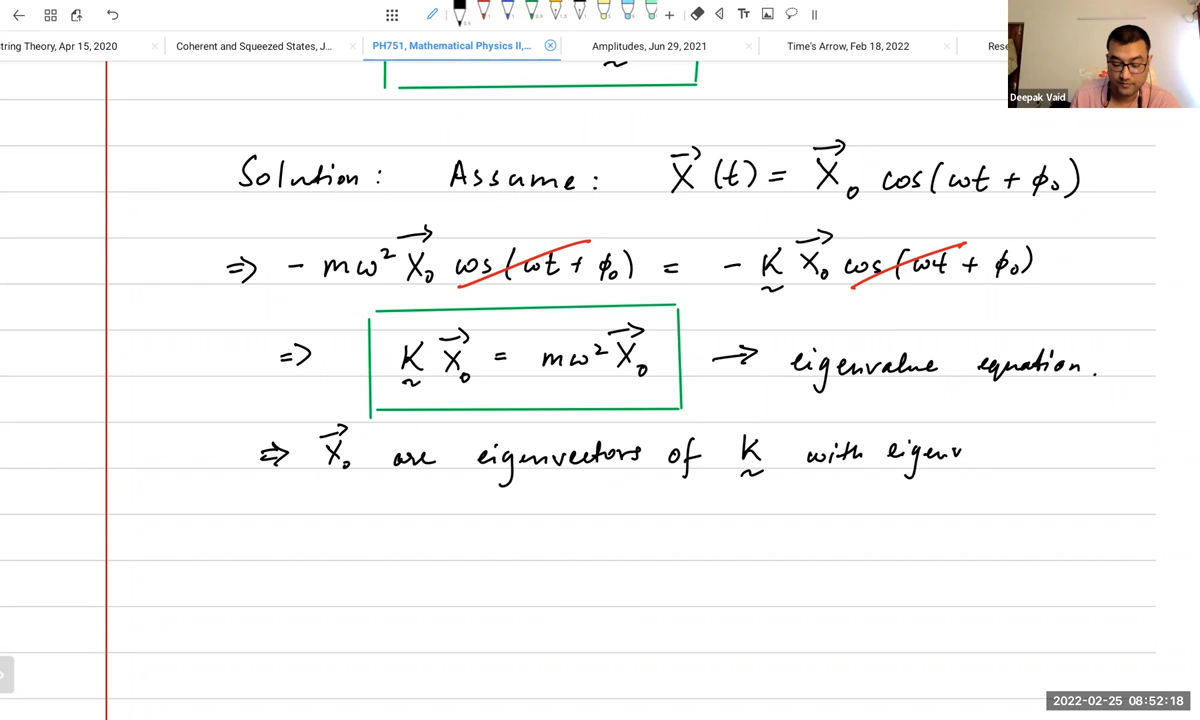 tring Theory, Apr 15, 2020 × Coherent and Squeezed States, J... × PH751, Mathematical Physics II,... Amplitudes, Jun 29, 2021 × Time's Arrow, Feb 18, 2022 × Rese
Deepak Vaid
Solution : Assume : X⃗(t) = X⃗₀ cos(ωt + ϕ₀)
⇒ - mω² X⃗₀ cos(ωt + ϕ₀) = - K̰ X⃗₀ cos(ωt + ϕ₀)
⇒ K̰ X⃗₀ = mω² X⃗₀ → eigenvalue equation.
⇒ X⃗₀ are eigenvectors of K̰ with eigenv
2022-02-25 08:52:18